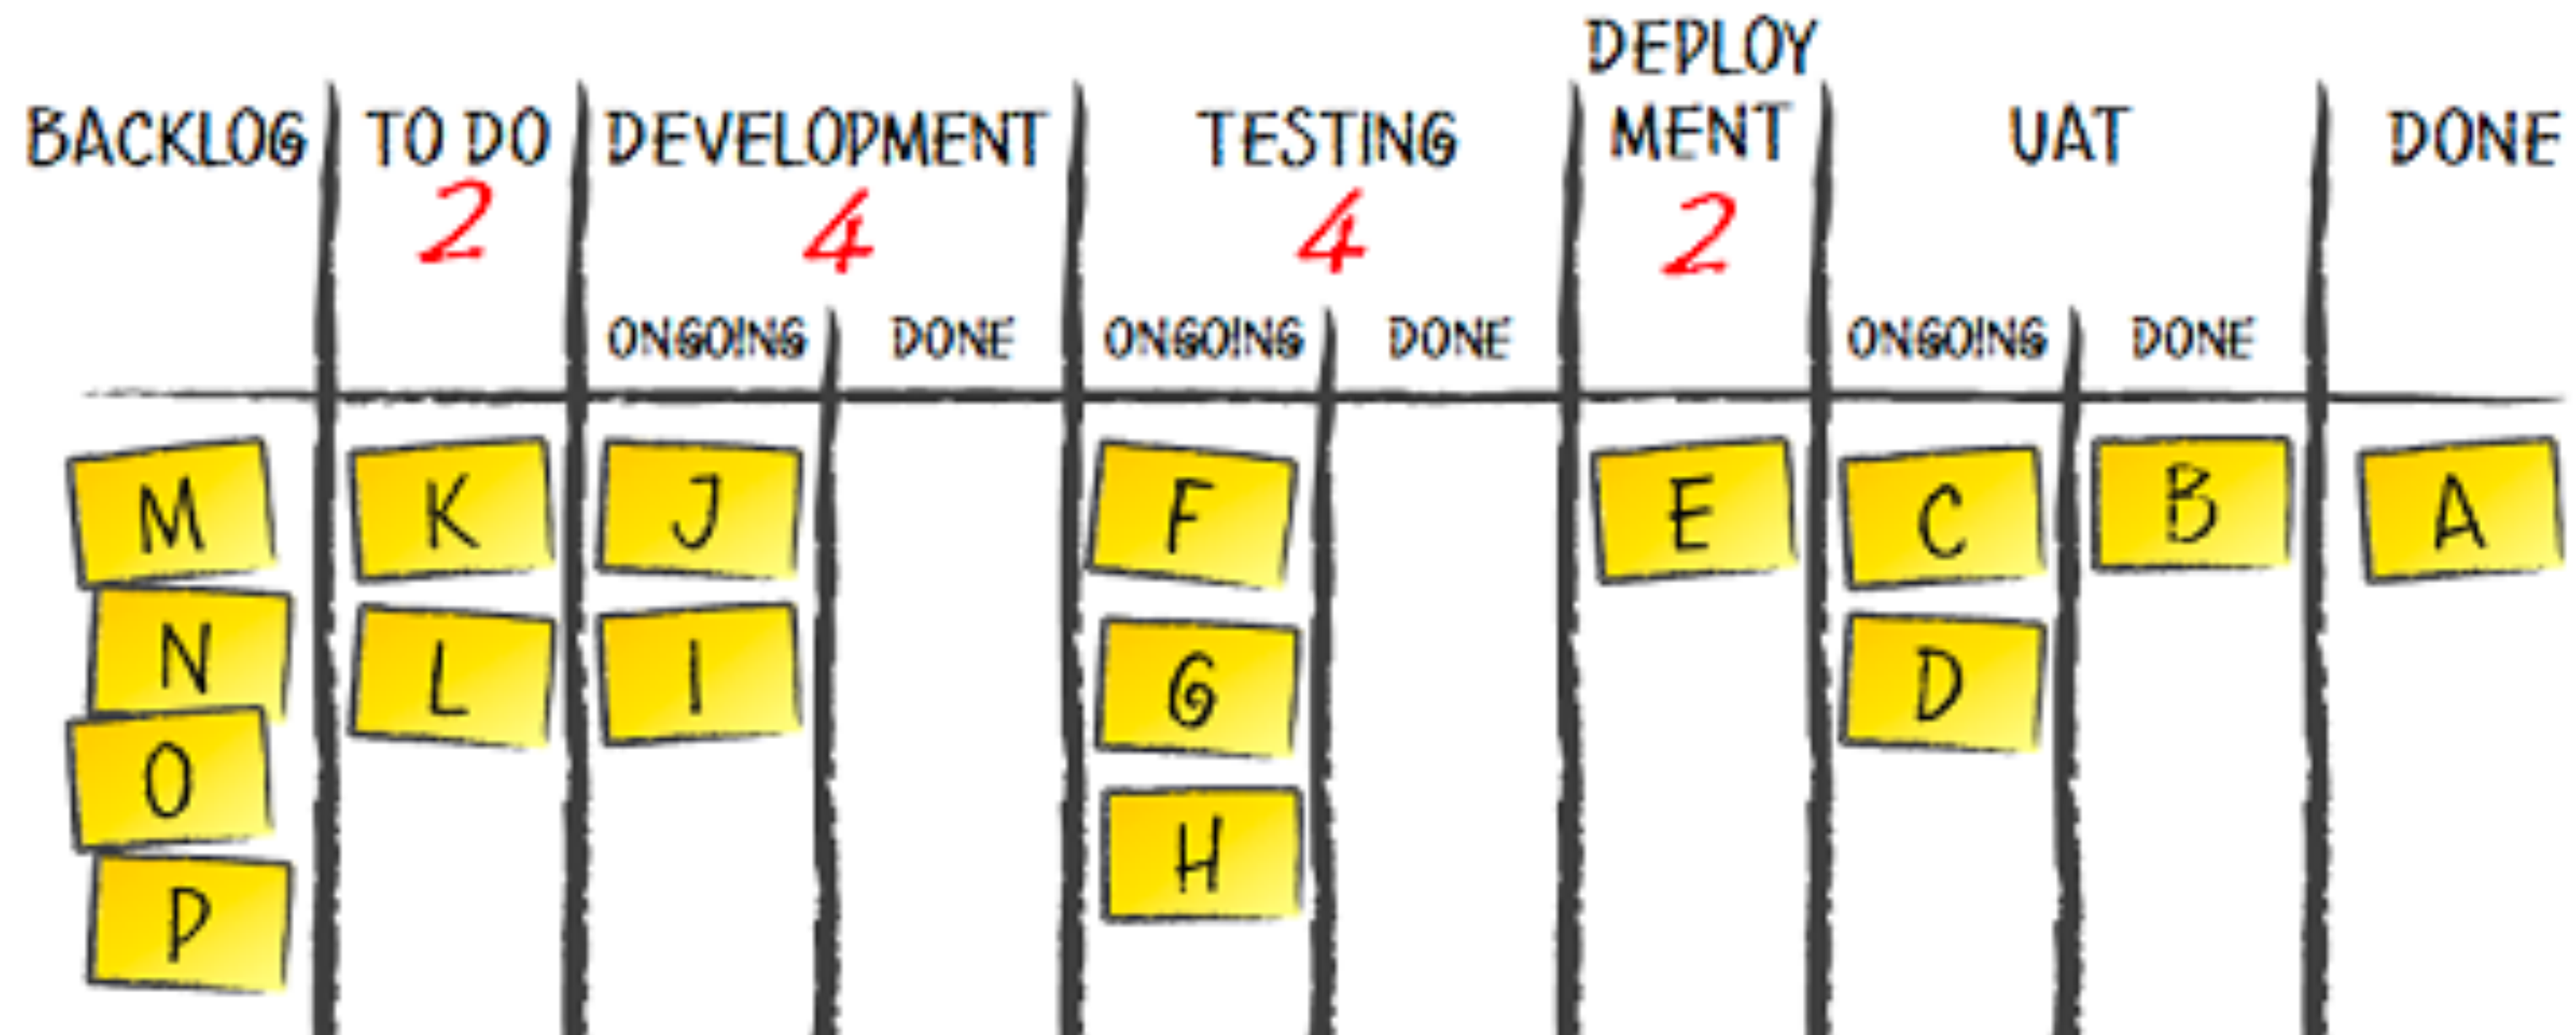 BACKLOG
TO DO
2
DEVELOPMENT
4
ONGOING
DONE
TESTING
4
ONGOING
DONE
DEPLOY
MENT
2
UAT
ONGOING
DONE
DONE
M
N
O
P
K
L
J
I
F
G
H
E
C
D
B
A